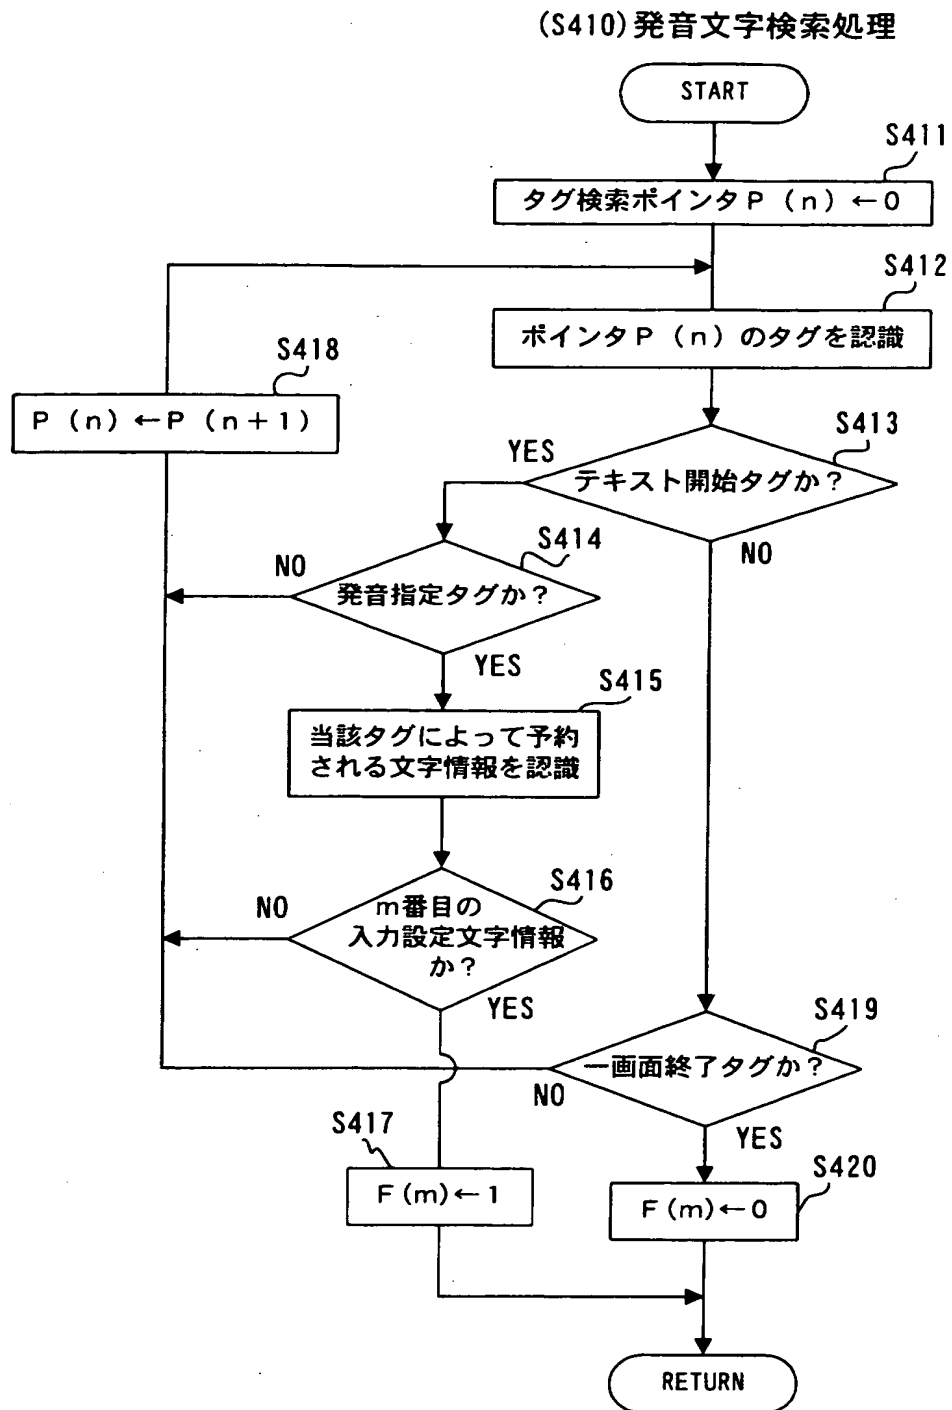 (S410)発音文字検索処理
START
S411
タグ検索ポインタP(n)←0
S412
ポインタP(n)のタグを認識
S418
P(n)←P(n+1)
S413
YES
テキスト開始タグか?
NO
S414
NO
発音指定タグか?
YES
S415
当該タグによって予約
される文字情報を認識
S416
NO
m番目の
入力設定文字情報
か?
YES
S419
一画面終了タグか?
NO
YES
S417
F(m)←1
S420
F(m)←0
RETURN